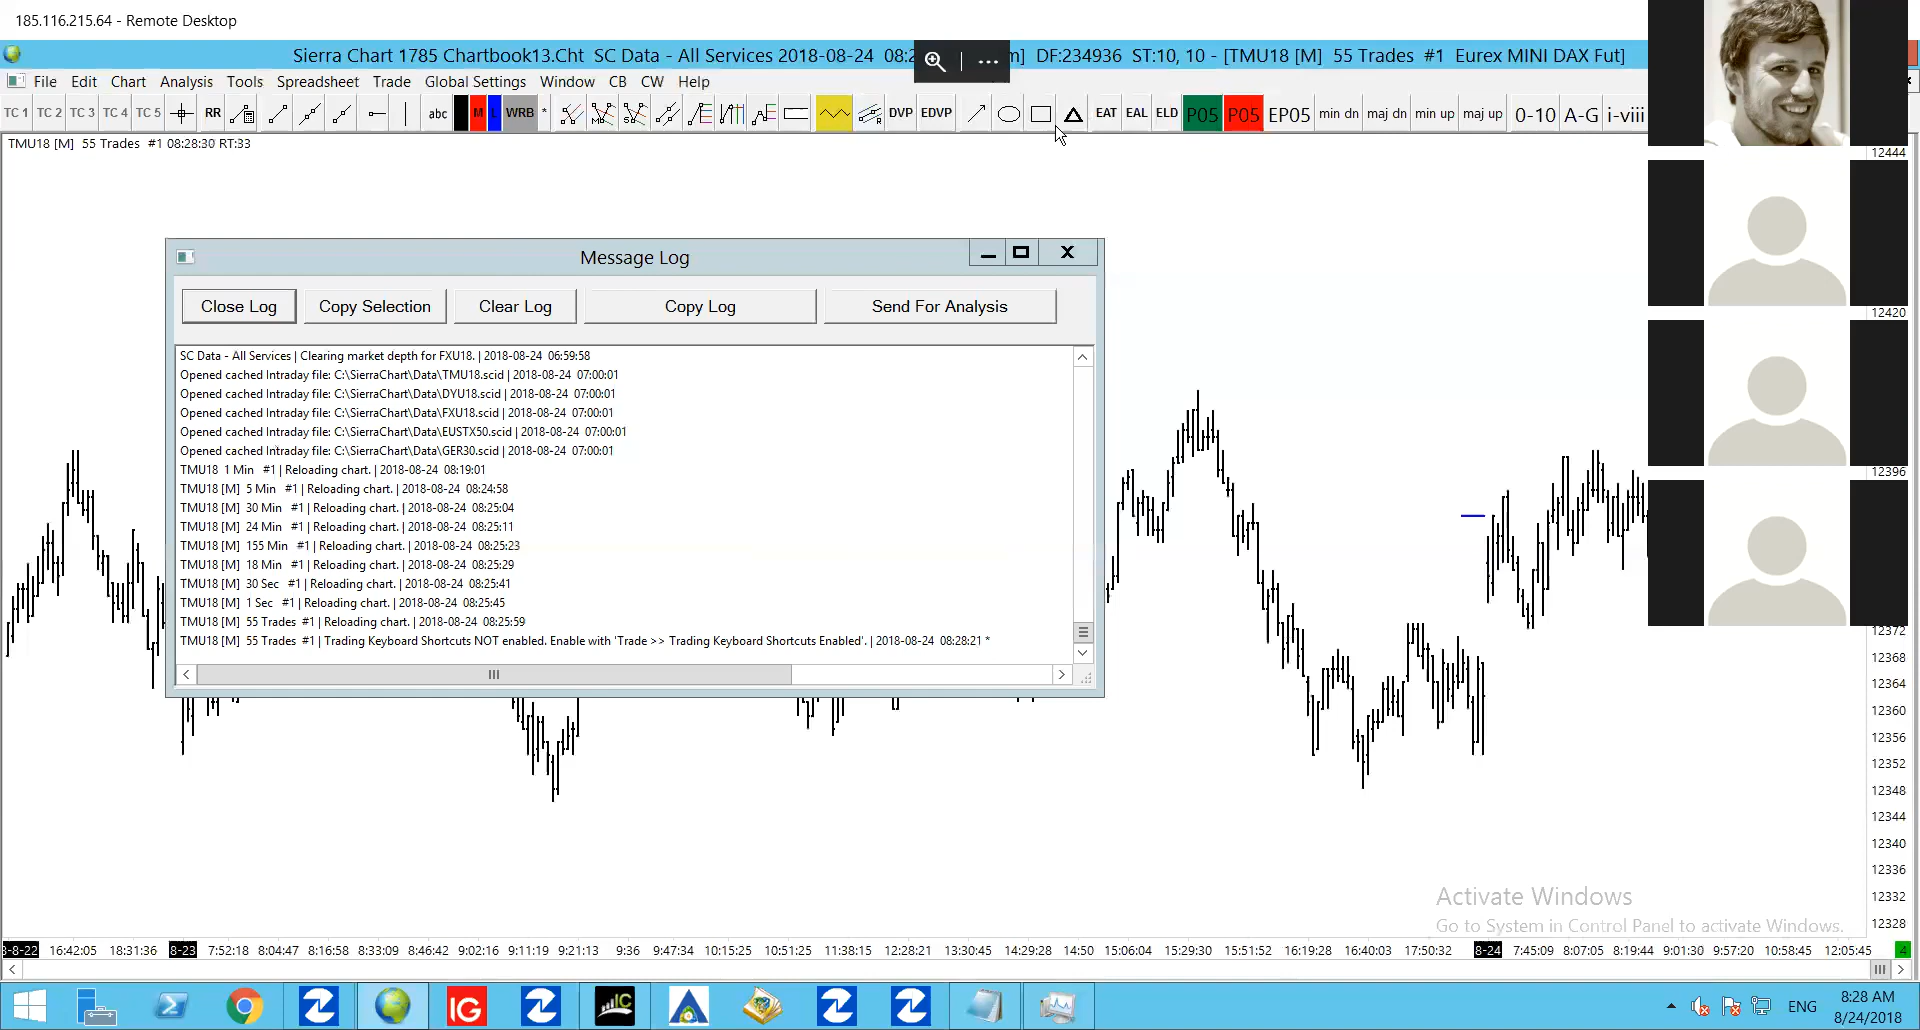 185.116.215.64 - Remote Desktop
Sierra Chart 1785 Chartbook13.Cht SC Data - All Services 2018-08-24 08:2
m] DF:234936 ST:10, 10 - [TMU18 [M] 55 Trades #1 Eurex MINI DAX Fut]
File Edit Chart Analysis Tools Spreadsheet Trade Global Settings Window CB CW Help
TC 1 TC 2 TC 3 TC 4 TC 5 RR abc M L WRB * DVP EDVP EAT EAL ELD P05 P05 EP05 min dn maj dn min up maj up 0-10 A-G i-viii
TMU18 [M] 55 Trades #1 08:28:30 RT:33
Message Log
Close Log Copy Selection Clear Log Copy Log Send For Analysis
SC Data - All Services | Clearing market depth for FXU18. | 2018-08-24 06:59:58
Opened cached Intraday file: C:\SierraChart\Data\TMU18.scid | 2018-08-24 07:00:01
Opened cached Intraday file: C:\SierraChart\Data\DYU18.scid | 2018-08-24 07:00:01
Opened cached Intraday file: C:\SierraChart\Data\FXU18.scid | 2018-08-24 07:00:01
Opened cached Intraday file: C:\SierraChart\Data\EUSTX50.scid | 2018-08-24 07:00:01
Opened cached Intraday file: C:\SierraChart\Data\GER30.scid | 2018-08-24 07:00:01
TMU18 1 Min #1 | Reloading chart. | 2018-08-24 08:19:01
TMU18 [M] 5 Min #1 | Reloading chart. | 2018-08-24 08:24:58
TMU18 [M] 30 Min #1 | Reloading chart. | 2018-08-24 08:25:04
TMU18 [M] 24 Min #1 | Reloading chart. | 2018-08-24 08:25:11
TMU18 [M] 155 Min #1 | Reloading chart. | 2018-08-24 08:25:23
TMU18 [M] 18 Min #1 | Reloading chart. | 2018-08-24 08:25:29
TMU18 [M] 30 Sec #1 | Reloading chart. | 2018-08-24 08:25:41
TMU18 [M] 1 Sec #1 | Reloading chart. | 2018-08-24 08:25:45
TMU18 [M] 55 Trades #1 | Reloading chart. | 2018-08-24 08:25:59
TMU18 [M] 55 Trades #1 | Trading Keyboard Shortcuts NOT enabled. Enable with 'Trade >> Trading Keyboard Shortcuts Enabled'. | 2018-08-24 08:28:21 *
12444
12420
12396
12372
12368
12364
12360
12356
12352
12348
12344
12340
12336
12332
12328
Activate Windows
Go to System in Control Panel to activate Windows.
8-8-22 16:42:05 18:31:36 8-23 7:52:18 8:04:47 8:16:58 8:33:09 8:46:42 9:02:16 9:11:19 9:21:13 9:36 9:47:34 10:15:25 10:51:25 11:38:15 12:28:21 13:30:45 14:29:28 14:50 15:06:04 15:29:30 15:51:52 16:19:28 16:40:03 17:50:32 8-24 7:45:09 8:07:05 8:19:44 9:01:30 9:57:20 10:58:45 12:05:45 4
IG IC ENG 8:28 AM
8/24/2018